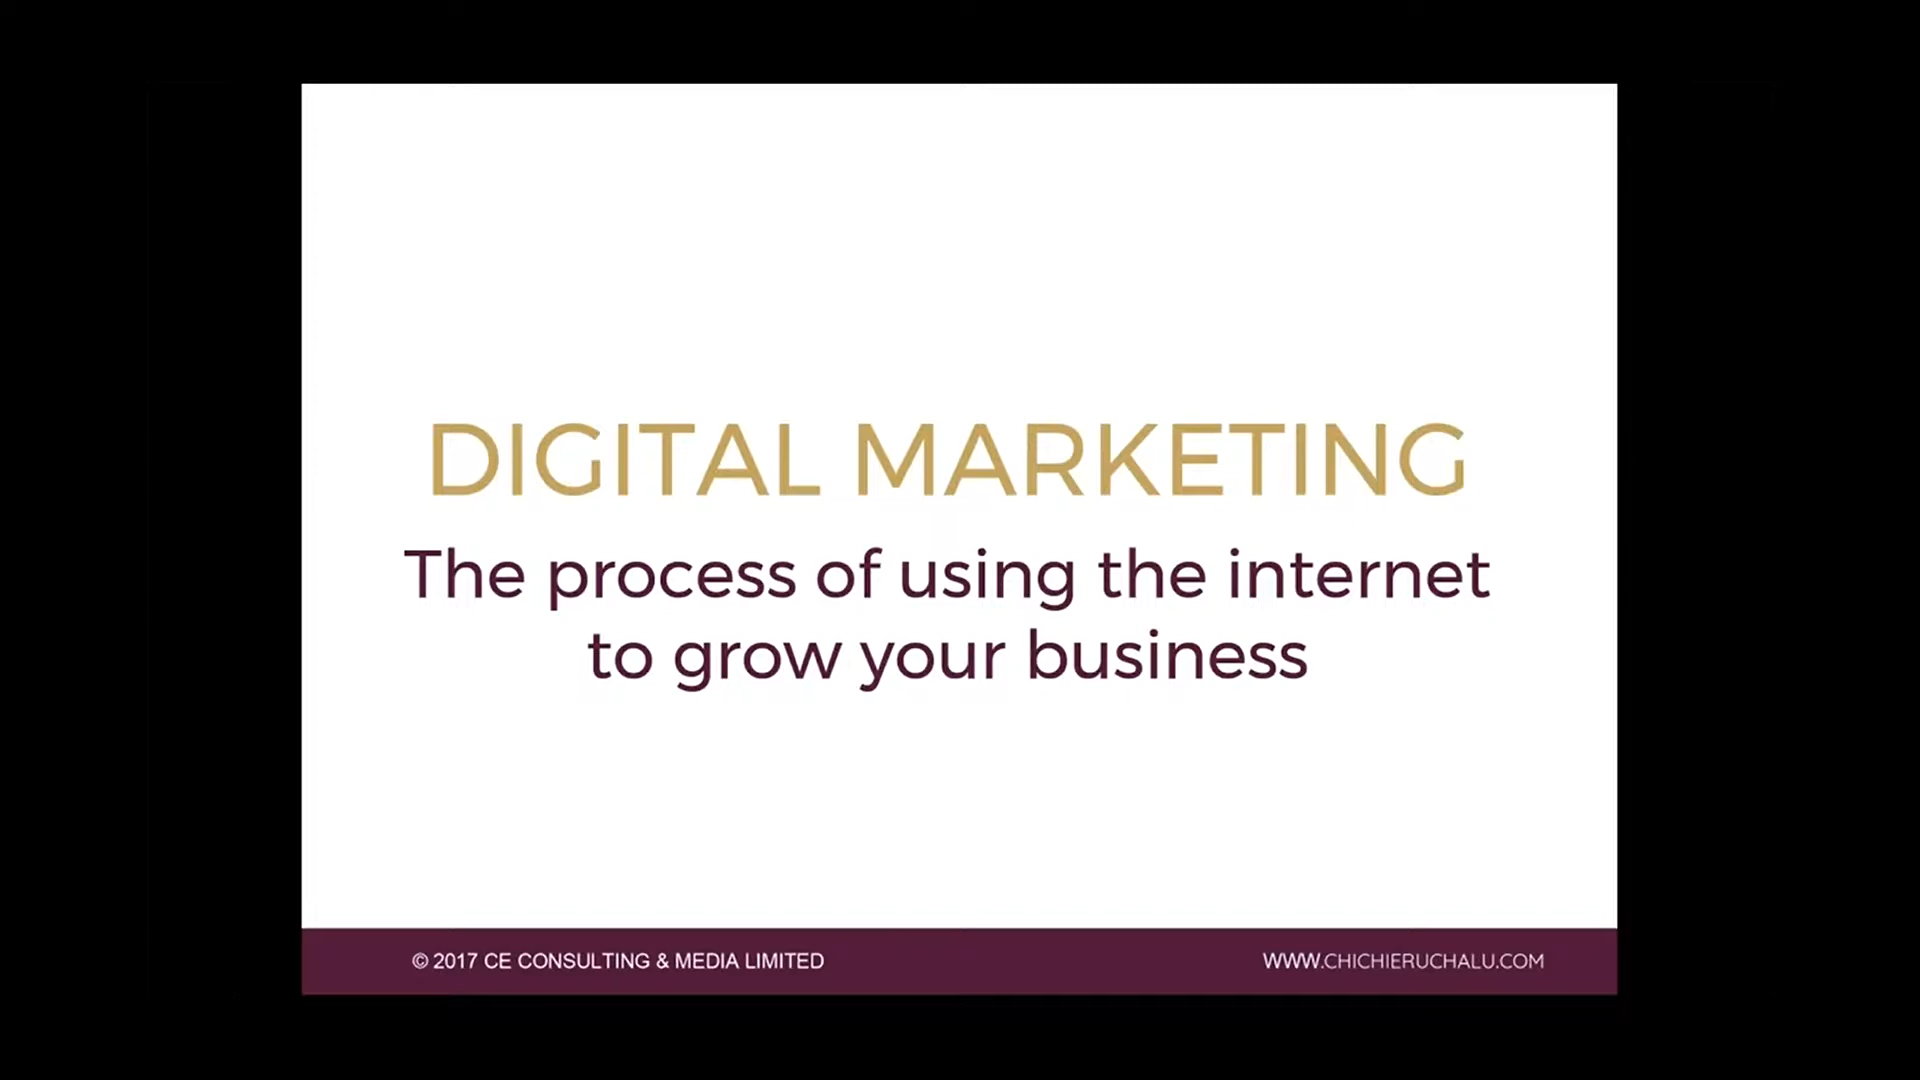 DIGITAL MARKETING
The process of using the internet
to grow your business
© 2017 CE CONSULTING & MEDIA LIMITED
WWW.CHICHIERUCHALU.COM